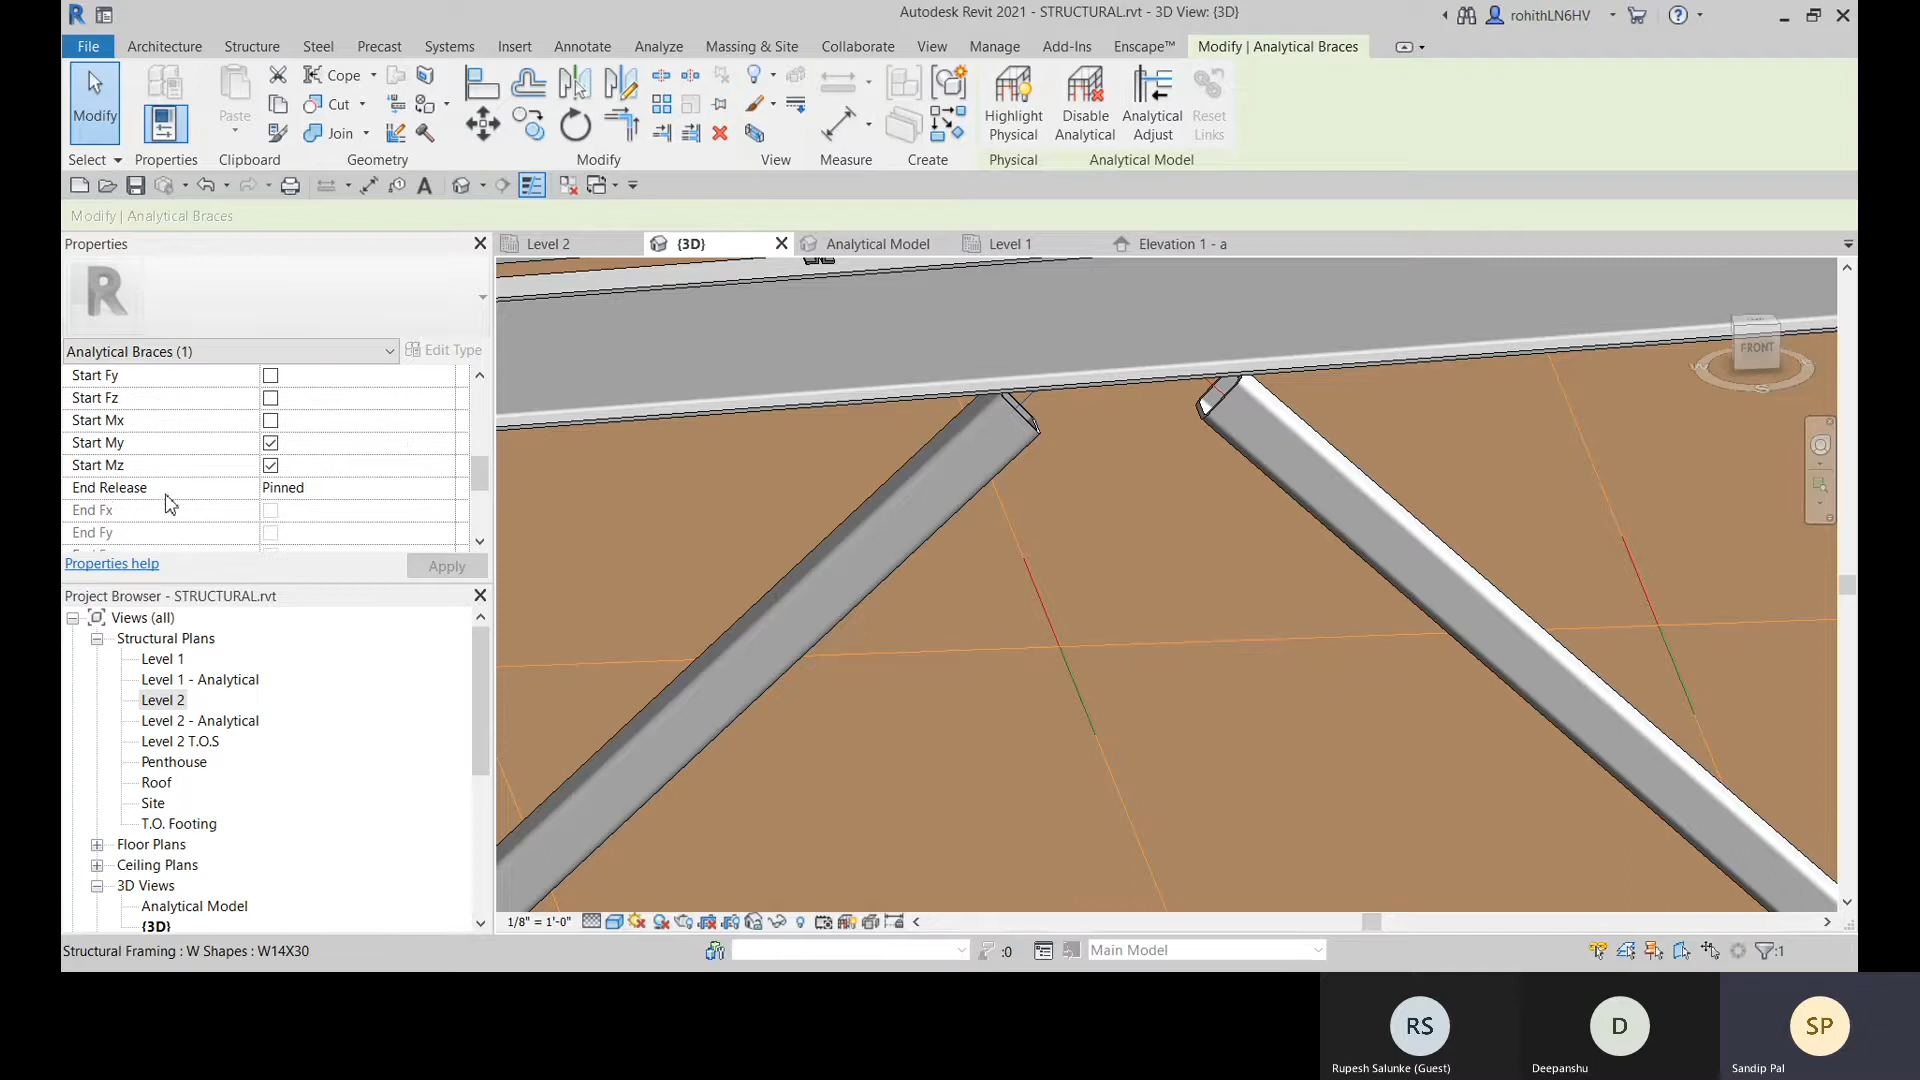 Autodesk Revit 2021 - STRUCTURAL.rvt - 3D View: {3D}
rohithLN6HV
File Architecture Structure Steel Precast Systems Insert Annotate Analyze Massing & Site Collaborate View Manage Add-Ins Enscape™ Modify | Analytical Braces
Modify
Paste
Cope
Cut
Join
Highlight Physical
Disable Analytical
Analytical Adjust
Reset Links
Select Properties Clipboard Geometry Modify View Measure Create Physical Analytical Model
Modify | Analytical Braces
Properties
Level 2 {3D} Analytical Model Level 1 Elevation 1 - a
R
Analytical Braces (1) Edit Type
Start Fy
Start Fz
Start Mx
Start My
Start Mz
End Release Pinned
End Fx
End Fy
Properties help Apply
FRONT
Project Browser - STRUCTURAL.rvt
Views (all)
Structural Plans
Level 1
Level 1 - Analytical
Level 2
Level 2 - Analytical
Level 2 T.O.S
Penthouse
Roof
Site
T.O. Footing
Floor Plans
Ceiling Plans
3D Views
Analytical Model
{3D}
1/8" = 1'-0"
Structural Framing : W Shapes : W14X30
:0
Main Model
:1
RS D SP
Rupesh Salunke (Guest) Deepanshu Sandip Pal